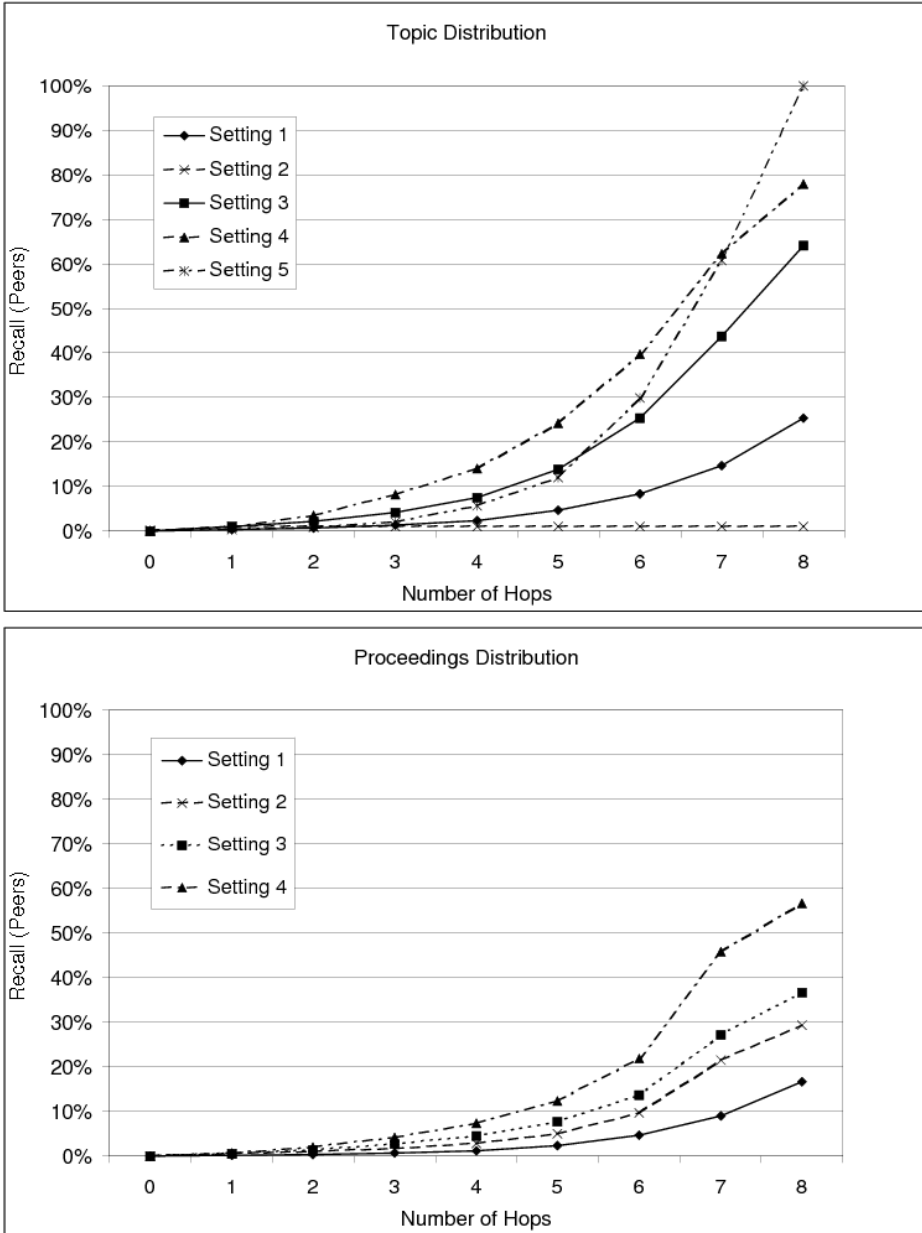 Topic Distribution
100%
90%
80%
70%
60%
50%
40%
30%
20%
10%
0%
Recall (Peers)
Setting 1
Setting 2
Setting 3
Setting 4
Setting 5
0 1 2 3 4 5 6 7 8
Number of Hops
Proceedings Distribution
100%
90%
80%
70%
60%
50%
40%
30%
20%
10%
0%
Recall (Peers)
Setting 1
Setting 2
Setting 3
Setting 4
0 1 2 3 4 5 6 7 8
Number of Hops